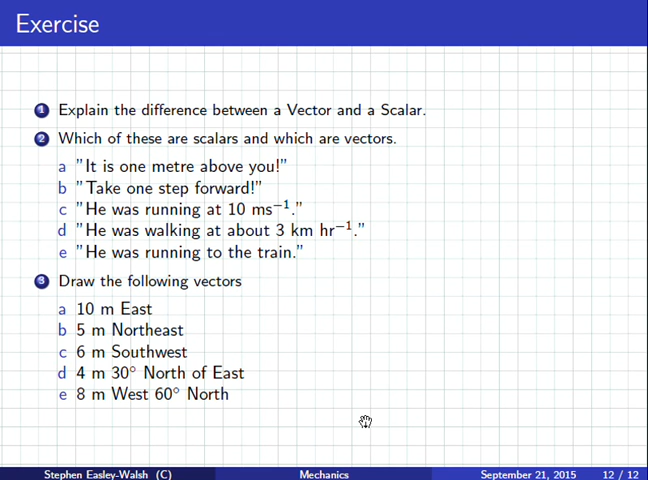 Exercise
1 Explain the difference between a Vector and a Scalar.
2 Which of these are scalars and which are vectors.
a "It is one metre above you!"
b "Take one step forward!"
c "He was running at 10 ms⁻¹."
d "He was walking at about 3 km hr⁻¹."
e "He was running to the train."
3 Draw the following vectors
a 10 m East
b 5 m Northeast
c 6 m Southwest
d 4 m 30° North of East
e 8 m West 60° North
Stephen Easley-Walsh (C) Mechanics September 21, 2015 12 / 12